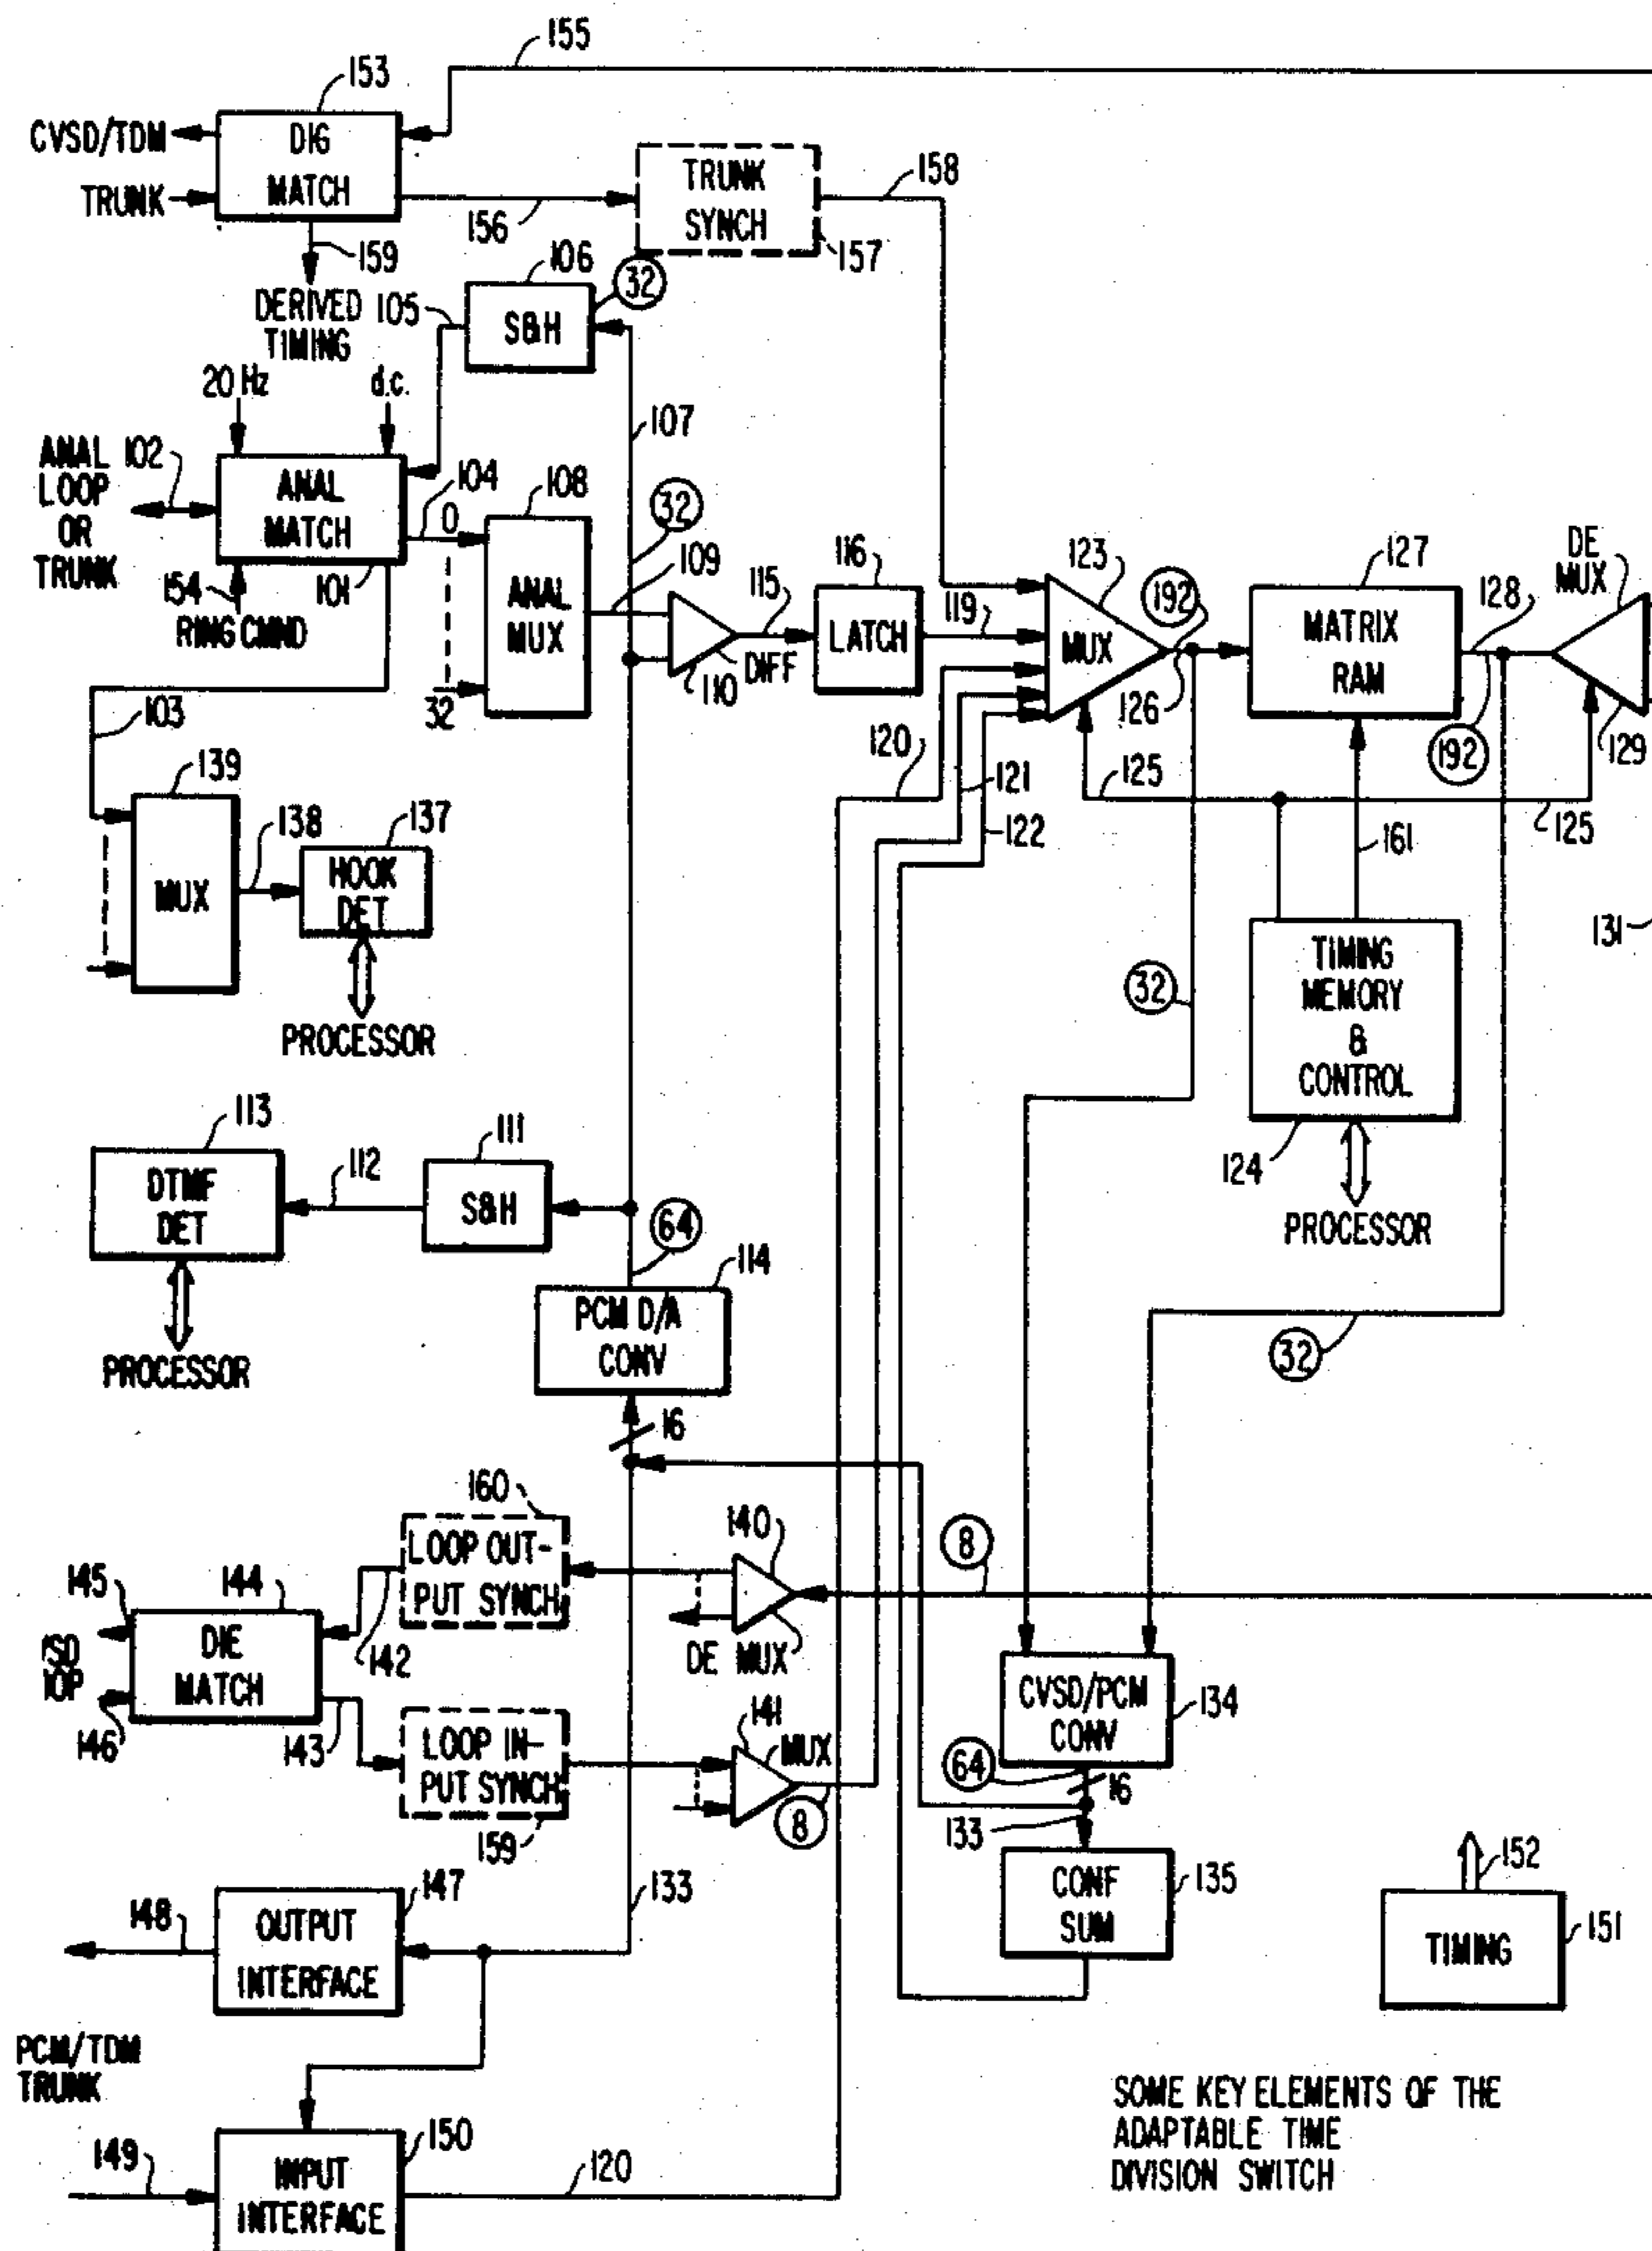 155
153
CVSD/TDM
DIG
MATCH
TRUNK
TRUNK
SYNCH
158
156
157
159
DERIVED
TIMING
106
32
105
S&H
20 Hz
d.c.
107
ANAL
LOOP
OR
TRUNK
102
ANAL
MATCH
104
0
108
32
109
154
RING CMND
101
ANAL
MUX
32
115
DIFF
110
116
LATCH
119
123
MUX
192
126
127
MATRIX
RAM
128
192
DE
MUX
129
103
120
121
122
125
125
161
131
139
MUX
138
137
HOOK
DET
PROCESSOR
32
TIMING
MEMORY
&
CONTROL
124
PROCESSOR
113
DTMF
DET
112
111
S&H
64
PROCESSOR
114
PCM D/A
CONV
16
32
160
LOOP OUT-
PUT SYNCH
140
DE MUX
8
145
144
DIE
MATCH
142
146
143
LOOP IN-
PUT SYNCH
159
141
MUX
8
CVSD/PCM
CONV
134
64
16
133
CONF
SUM
135
152
TIMING
151
148
OUTPUT
INTERFACE
147
133
PCM/TDM
TRUNK
149
INPUT
INTERFACE
150
120
SOME KEY ELEMENTS OF THE
ADAPTABLE TIME
DIVISION SWITCH